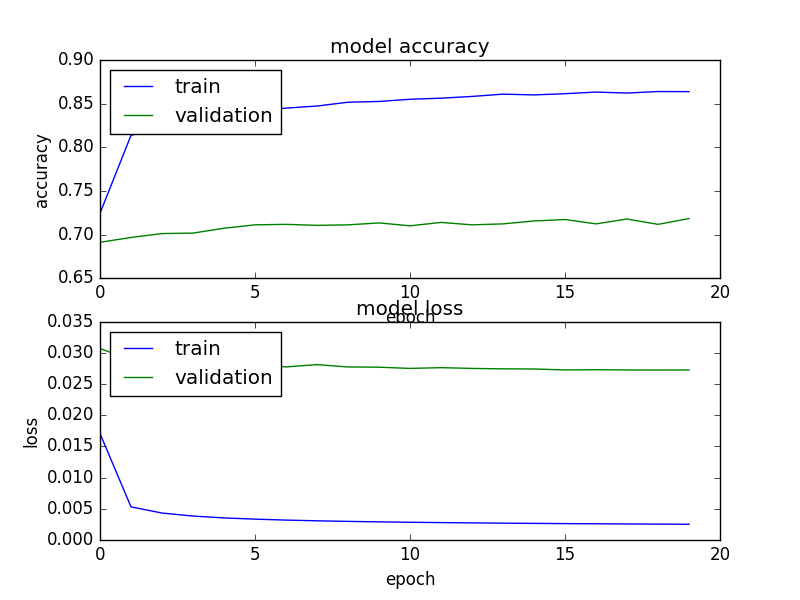 model accuracy
0.90
0.85
0.80
0.75
0.70
0.65
accuracy
train
validation
0 5 10 15 20
epoch
model loss
0.035
0.030
0.025
0.020
0.015
0.010
0.005
0.000
loss
train
validation
0 5 10 15 20
epoch